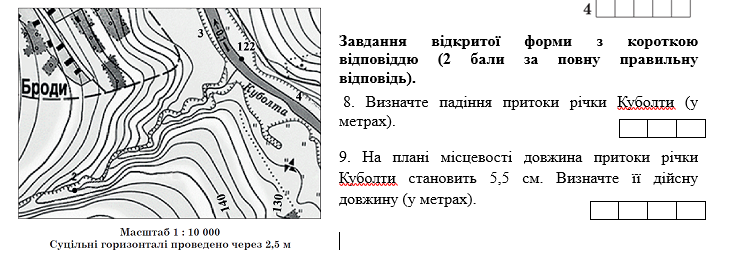 4
Завдання відкритої форми з короткою
відповіддю (2 бали за повну правильну
відповідь).
8. Визначте падіння притоки річки Куболти (у
метрах).
9. На плані місцевості довжина притоки річки
Куболти становить 5,5 см. Визначте її дійсну
довжину (у метрах).
3
122
Броди
Куболта
4
2
140
130
Масштаб 1 : 10 000
Суцільні горизонталі проведено через 2,5 м